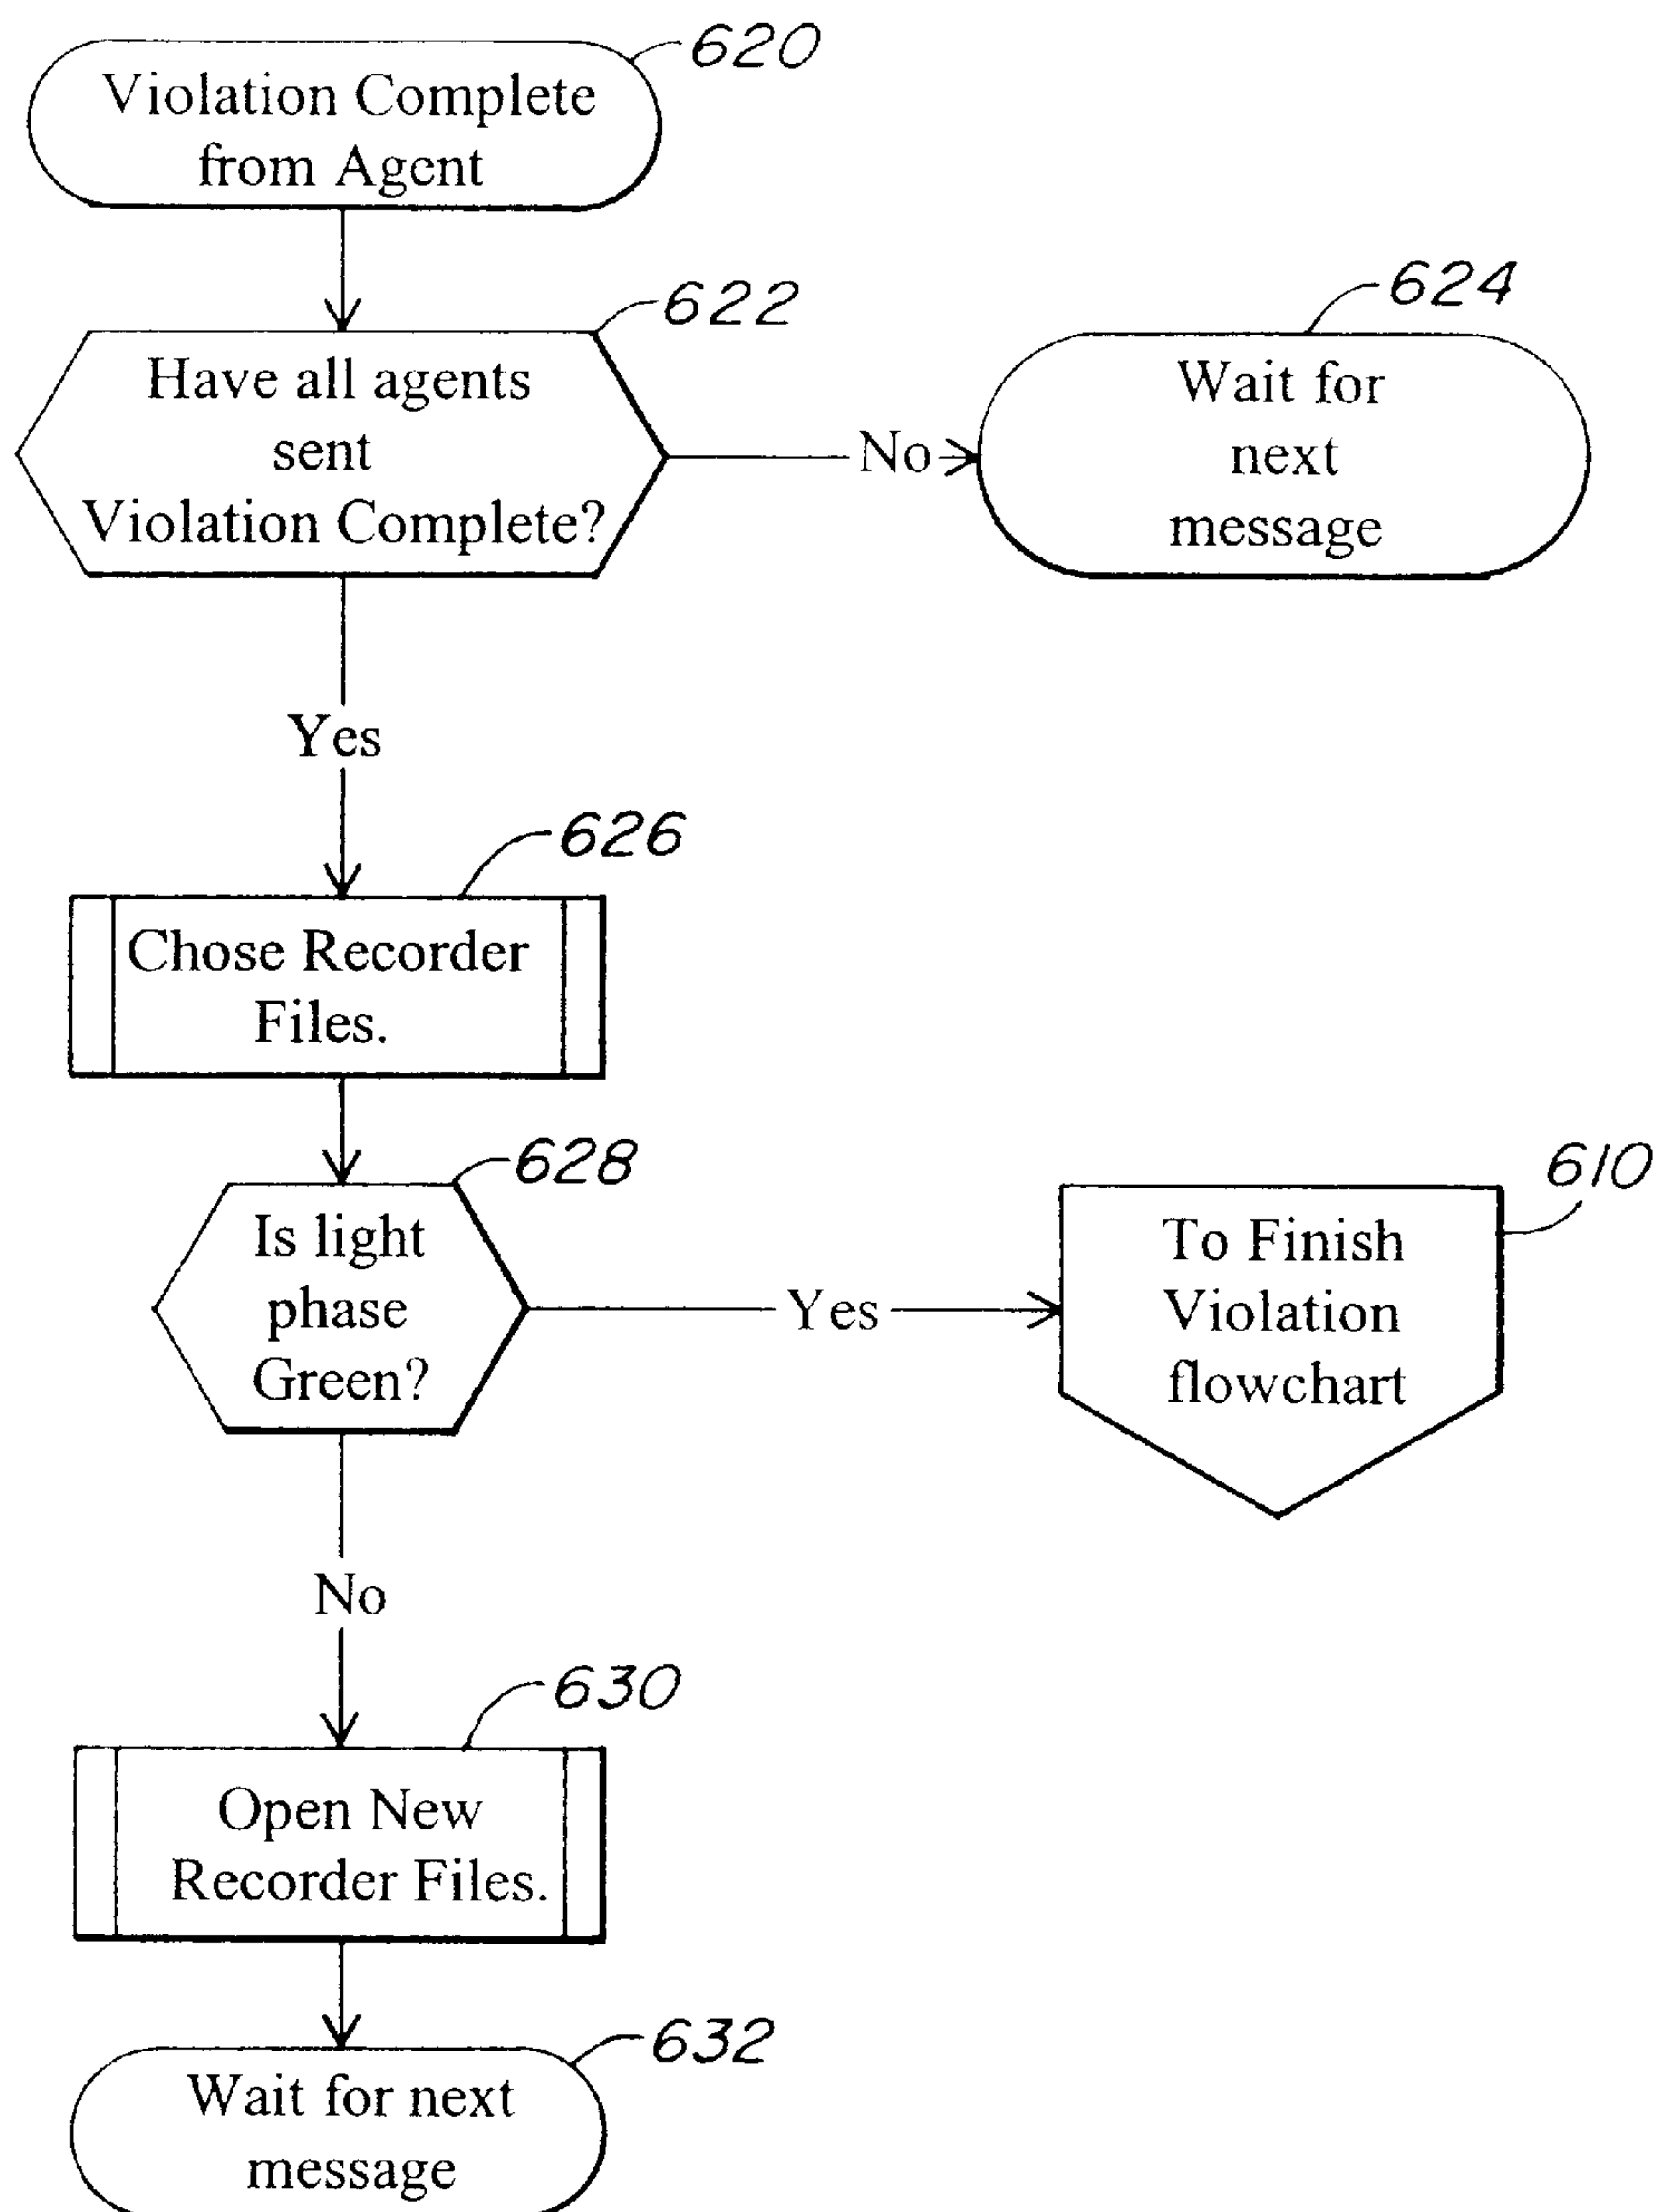 620
Violation Complete
from Agent
622
Have all agents
sent
Violation Complete?
No
624
Wait for
next
message
Yes
626
Chose Recorder
Files.
628
Is light
phase
Green?
Yes
610
To Finish
Violation
flowchart
No
630
Open New
Recorder Files.
632
Wait for next
message